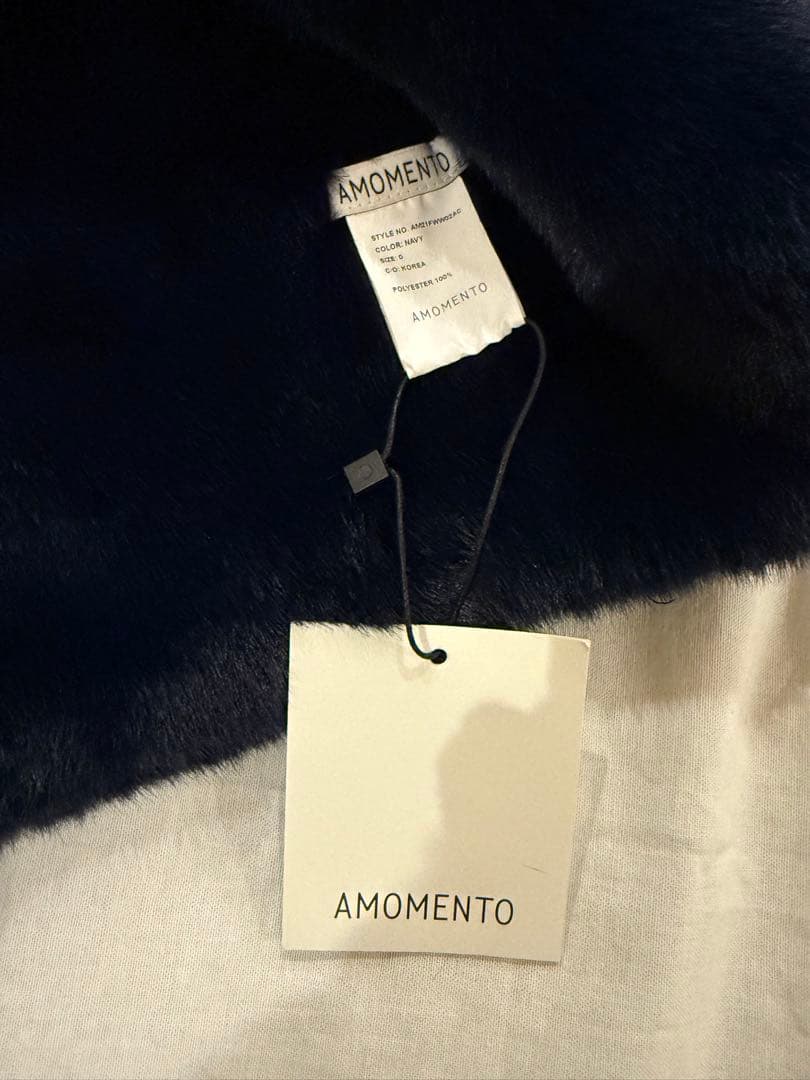 AMOMENTO
STYLE NO. AM21FWW02AC
COLOR: NAVY
SIZE: 0
C/O: KOREA
POLYESTER 100%
AMOMENTO
AMOMENTO